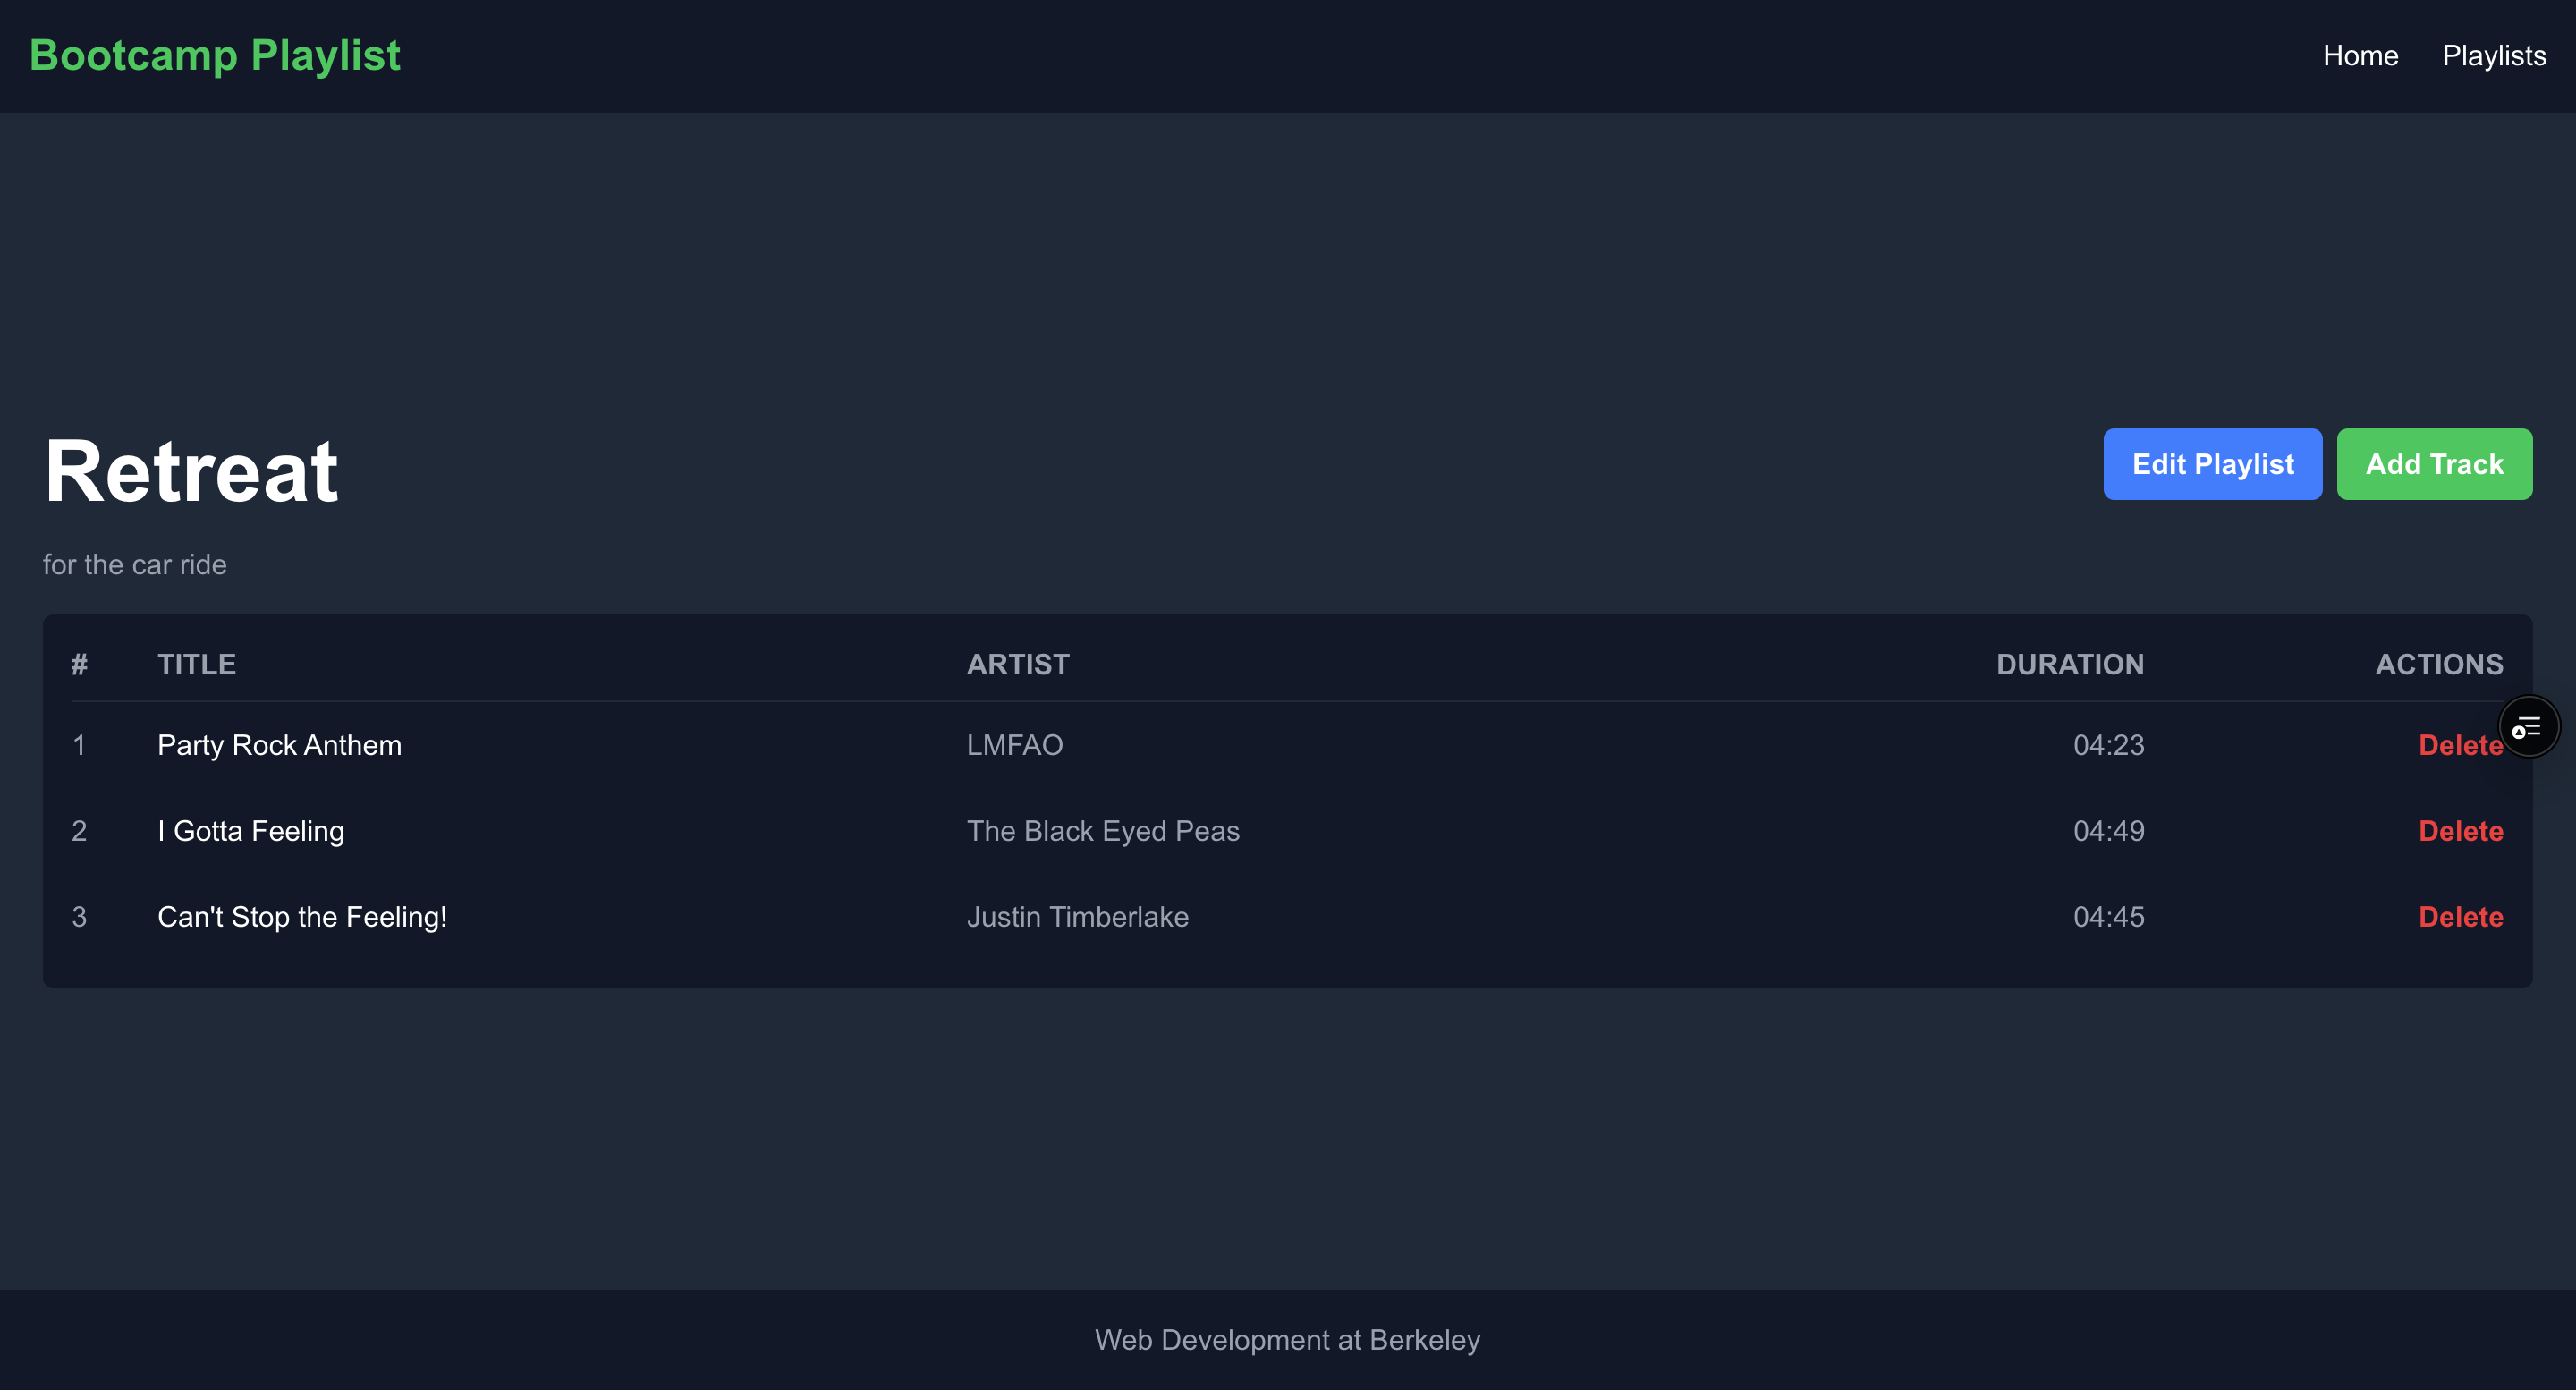 Bootcamp Playlist
Home Playlists
Retreat
Edit Playlist Add Track
for the car ride
# TITLE ARTIST DURATION ACTIONS
1 Party Rock Anthem LMFAO 04:23 Delete
2 I Gotta Feeling The Black Eyed Peas 04:49 Delete
3 Can't Stop the Feeling! Justin Timberlake 04:45 Delete
Web Development at Berkeley